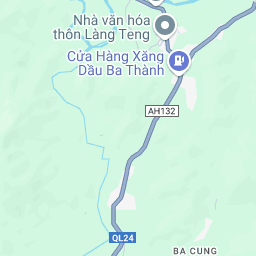 Nhà văn hóa
thôn Làng Teng
Cửa Hàng Xăng
Dầu Ba Thành
AH132
QL24
BA CUNG